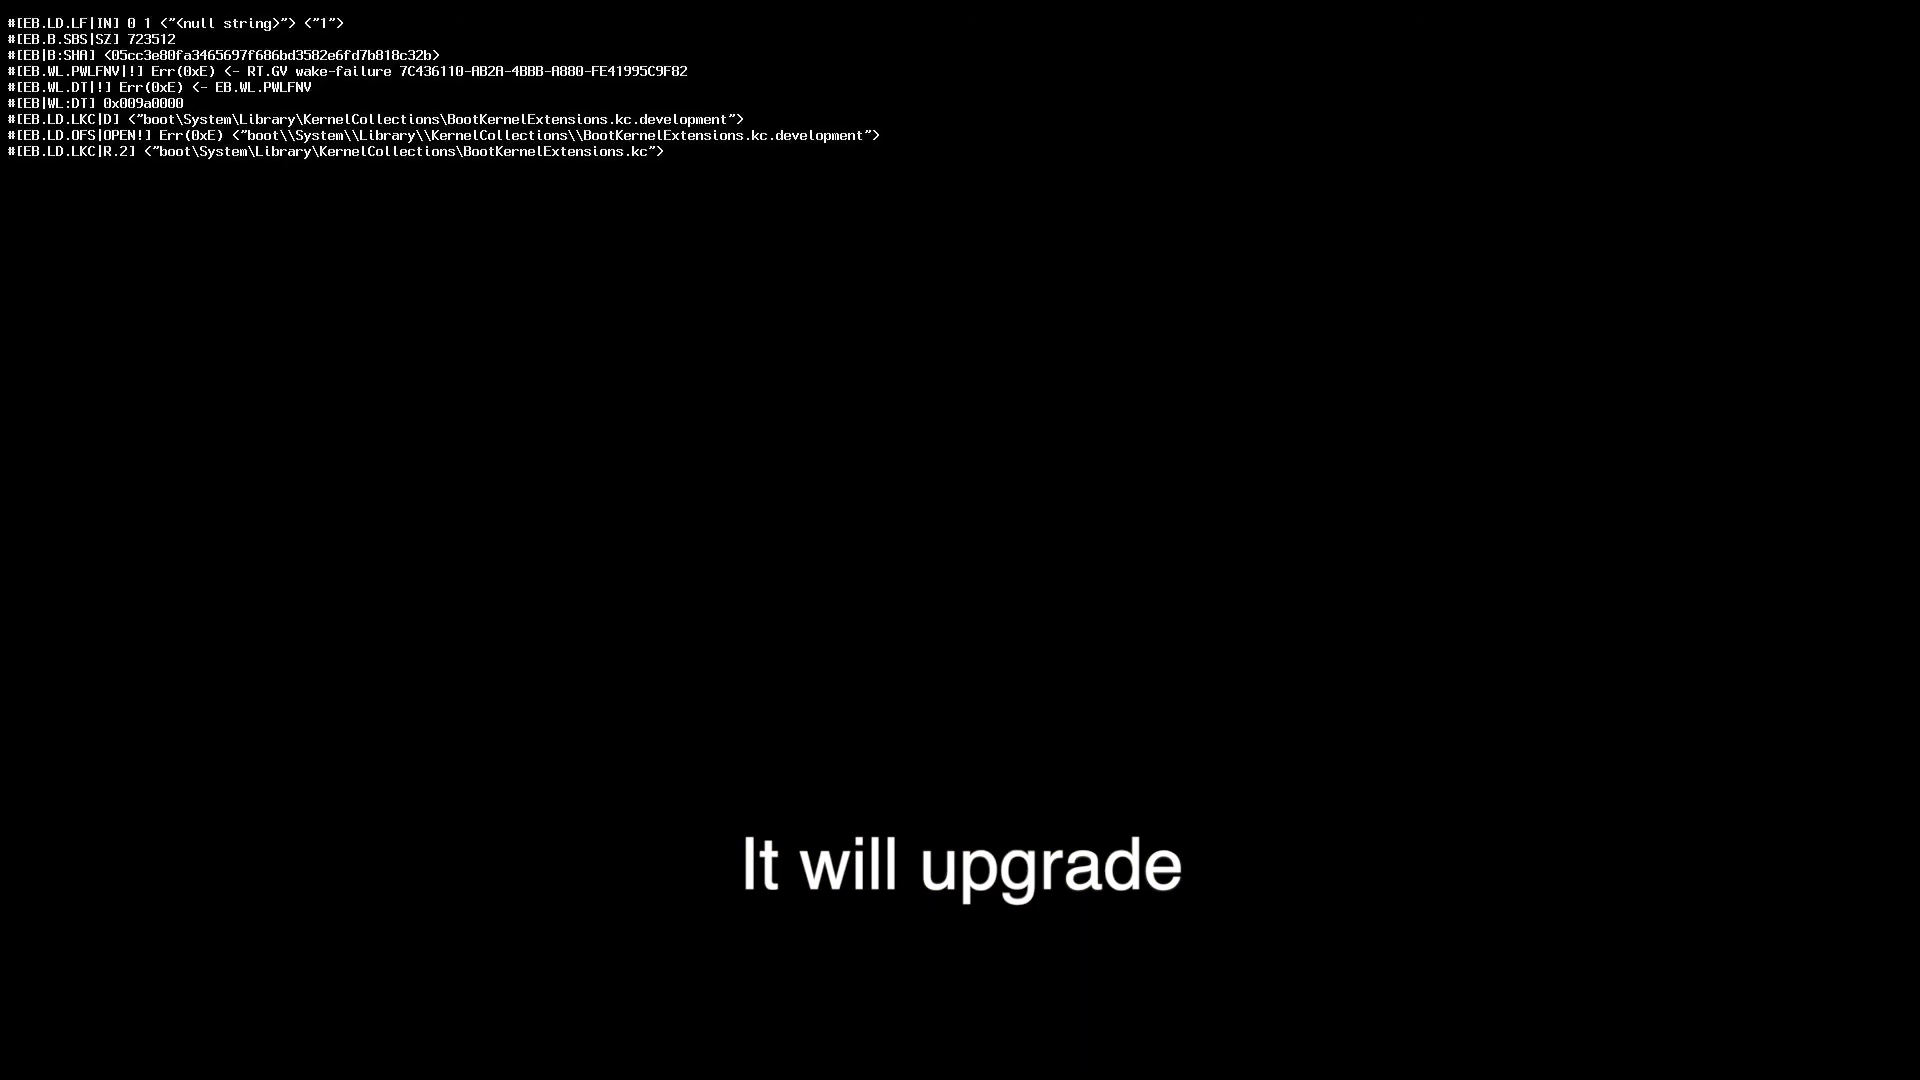 #[EB.LD.LF|IN] 0 1 <"(null string)"> <"1">
#[EB.B.SBS|SZ] 723512
#[EB|B:SHA] <05cc3e80fa3465697f686bd3582e6fd7b818c32b>
#[EB.WL.PWLFNV|!] Err(0xE) <- RT.GV wake-failure 7C436110-AB2A-4BBB-A880-FE41995C9F82
#[EB.WL.DT|!] Err(0xE) <- EB.WL.PWLFNV
#[EB|WL:DT] 0x009a0000
#[EB.LD.LKC|D] <"boot\System\Library\KernelCollections\BootKernelExtensions.kc.development">
#[EB.LD.OFS|OPEN!] Err(0xE) <"boot\\System\\Library\\KernelCollections\\BootKernelExtensions.kc.development">
#[EB.LD.LKC|R.2] <"boot\System\Library\KernelCollections\BootKernelExtensions.kc">
It will upgrade